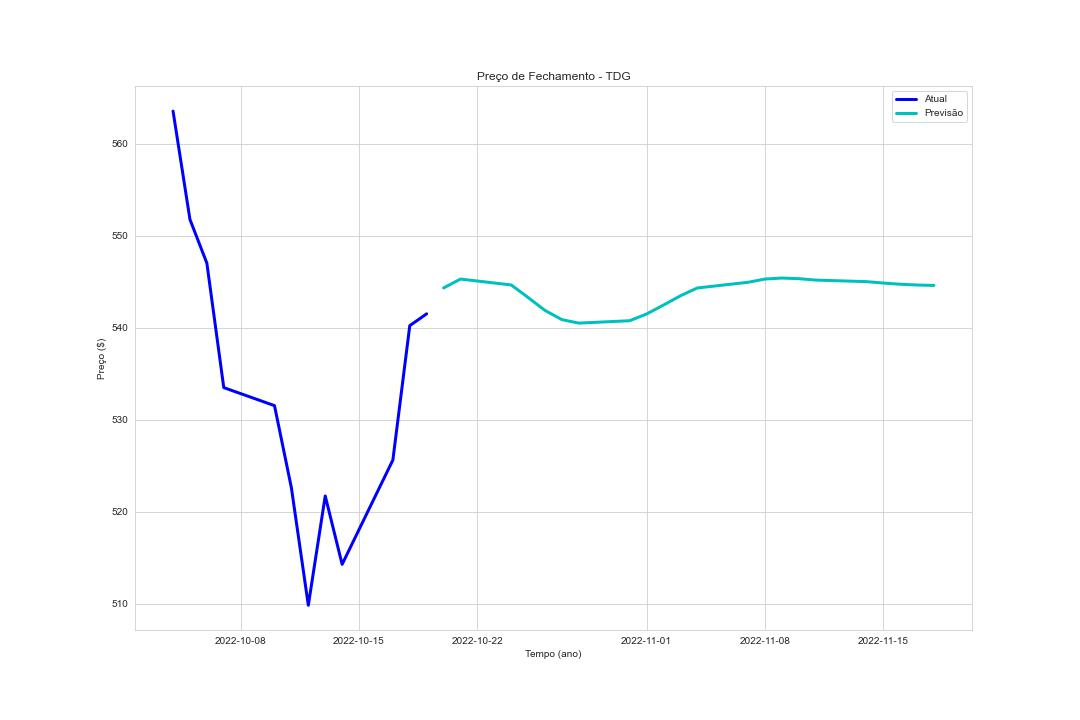 Preço de Fechamento - TDG
Atual
Previsão
560
550
540
530
520
510
Preço ($)
2022-10-08
2022-10-15
2022-10-22
2022-11-01
2022-11-08
2022-11-15
Tempo (ano)